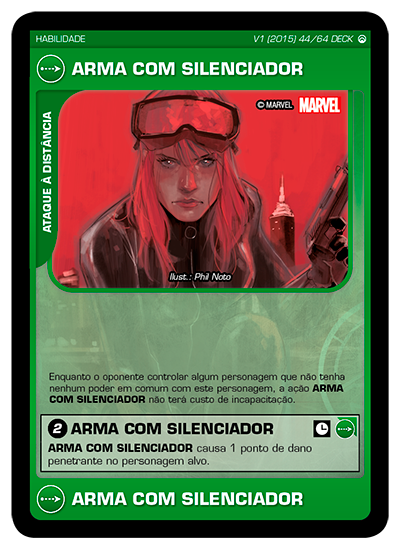 HABILIDADE V1 (2015) 44/64 DECK
ARMA COM SILENCIADOR
ATAQUE À DISTÂNCIA
© MARVEL MARVEL
Ilust.: Phil Noto
Enquanto o oponente controlar algum personagem que não tenha
nenhum poder em comum com este personagem, a ação ARMA
COM SILENCIADOR não terá custo de incapacitação.
2 ARMA COM SILENCIADOR
ARMA COM SILENCIADOR causa 1 ponto de dano
penetrante no personagem alvo.
ARMA COM SILENCIADOR